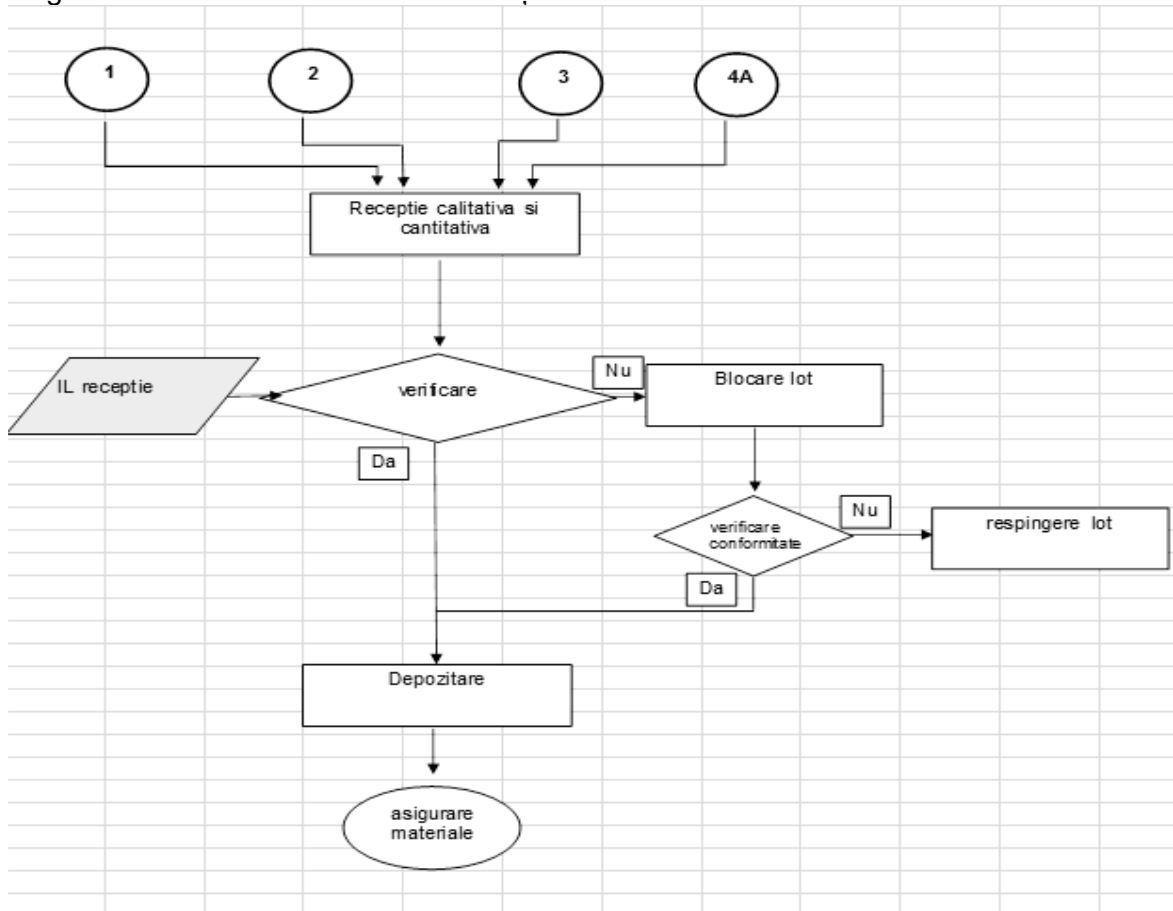 1
2
3
4A
Receptie calitativa si
cantitativa
IL receptie
verificare
Nu
Blocare lot
Da
verificare
conformitate
Nu
respingere lot
Da
Depozitare
asigurare
materiale